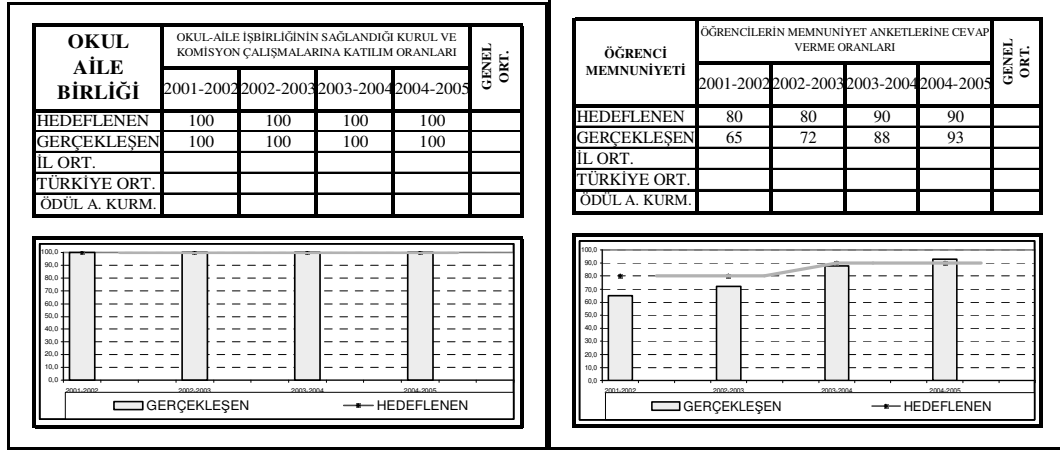 OKUL
AİLE
BİRLİĞİ
OKUL-AİLE İŞBİRLİĞİNİN SAĞLANDIĞI KURUL VE
KOMİSYON ÇALIŞMALARINA KATILIM ORANLARI
GENEL
ORT.
2001-2002 2002-2003 2003-2004 2004-2005
HEDEFLENEN 100 100 100 100
GERÇEKLEŞEN 100 100 100 100
İL ORT.
TÜRKİYE ORT.
ÖDÜL A. KURM.
100,0
90,0
80,0
70,0
60,0
50,0
40,0
30,0
20,0
10,0
0,0
2001-2002 2002-2003 2003-2004 2004-2005
GERÇEKLEŞEN HEDEFLENEN
ÖĞRENCİ
MEMNUNİYETİ
ÖĞRENCİLERİN MEMNUNİYET ANKETLERİNE CEVAP
VERME ORANLARI
GENEL
ORT.
2001-2002 2002-2003 2003-2004 2004-2005
HEDEFLENEN 80 80 90 90
GERÇEKLEŞEN 65 72 88 93
İL ORT.
TÜRKİYE ORT.
ÖDÜL A. KURM.
100,0
90,0
80,0
70,0
60,0
50,0
40,0
30,0
20,0
10,0
0,0
2001-2002 2002-2003 2003-2004 2004-2005
GERÇEKLEŞEN HEDEFLENEN